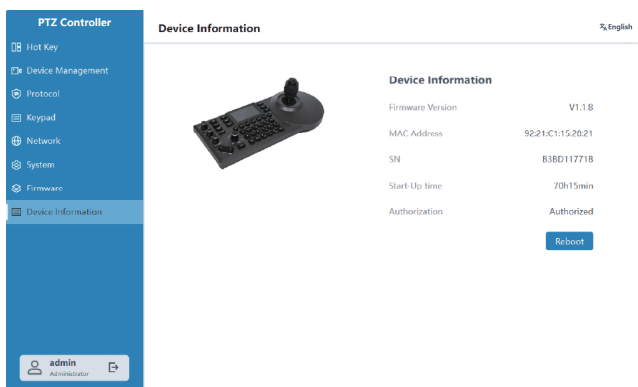 PTZ Controller
Device Information
English
Hot Key
Device Management
Protocol
Keypad
Network
System
Firmware
Device Information
Device Information
Firmware Version V1.1.8
MAC Address 92:21:C1:15:20:21
SN B3BD11771B
Start-Up time 70h15min
Authorization Authorized
Reboot
admin
Administrator